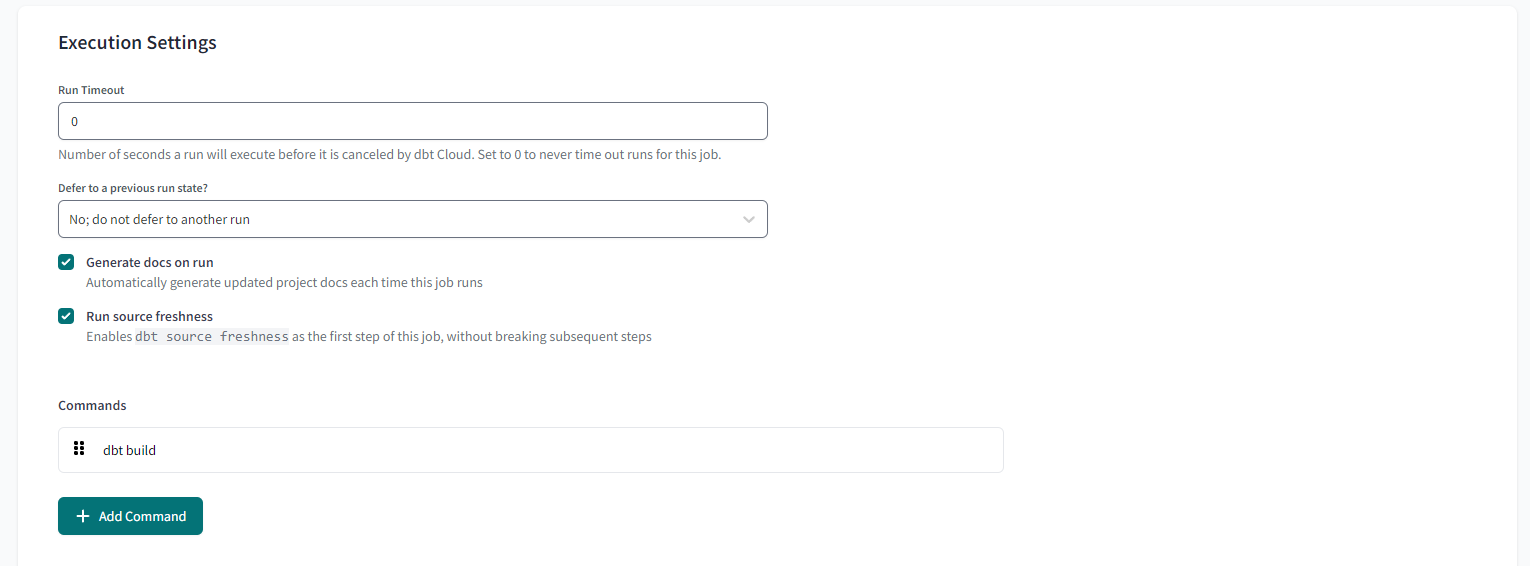 Execution Settings
Run Timeout
0
Number of seconds a run will execute before it is canceled by dbt Cloud. Set to 0 to never time out runs for this job.
Defer to a previous run state?
No; do not defer to another run
Generate docs on run
Automatically generate updated project docs each time this job runs
Run source freshness
Enables dbt source freshness as the first step of this job, without breaking subsequent steps
Commands
dbt build
Add Command